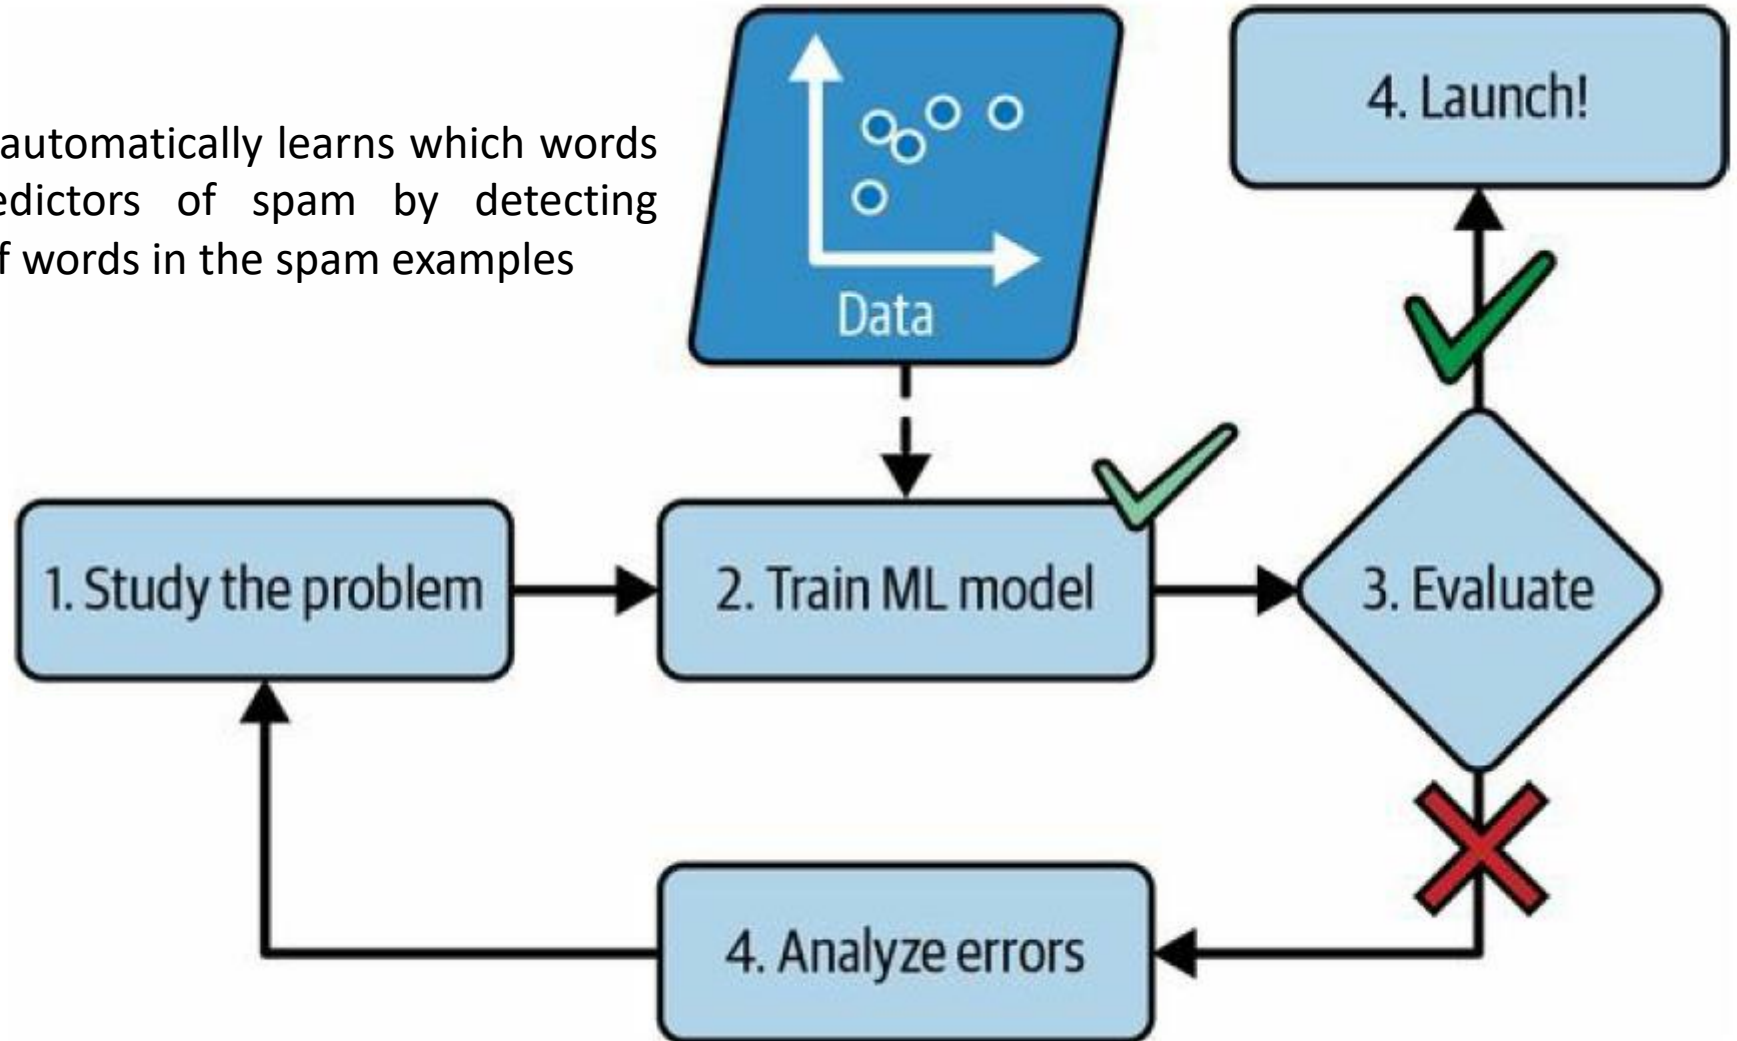 automatically learns which words
edictors of spam by detecting
f words in the spam examples
Data
4. Launch!
1. Study the problem
2. Train ML model
3. Evaluate
4. Analyze errors